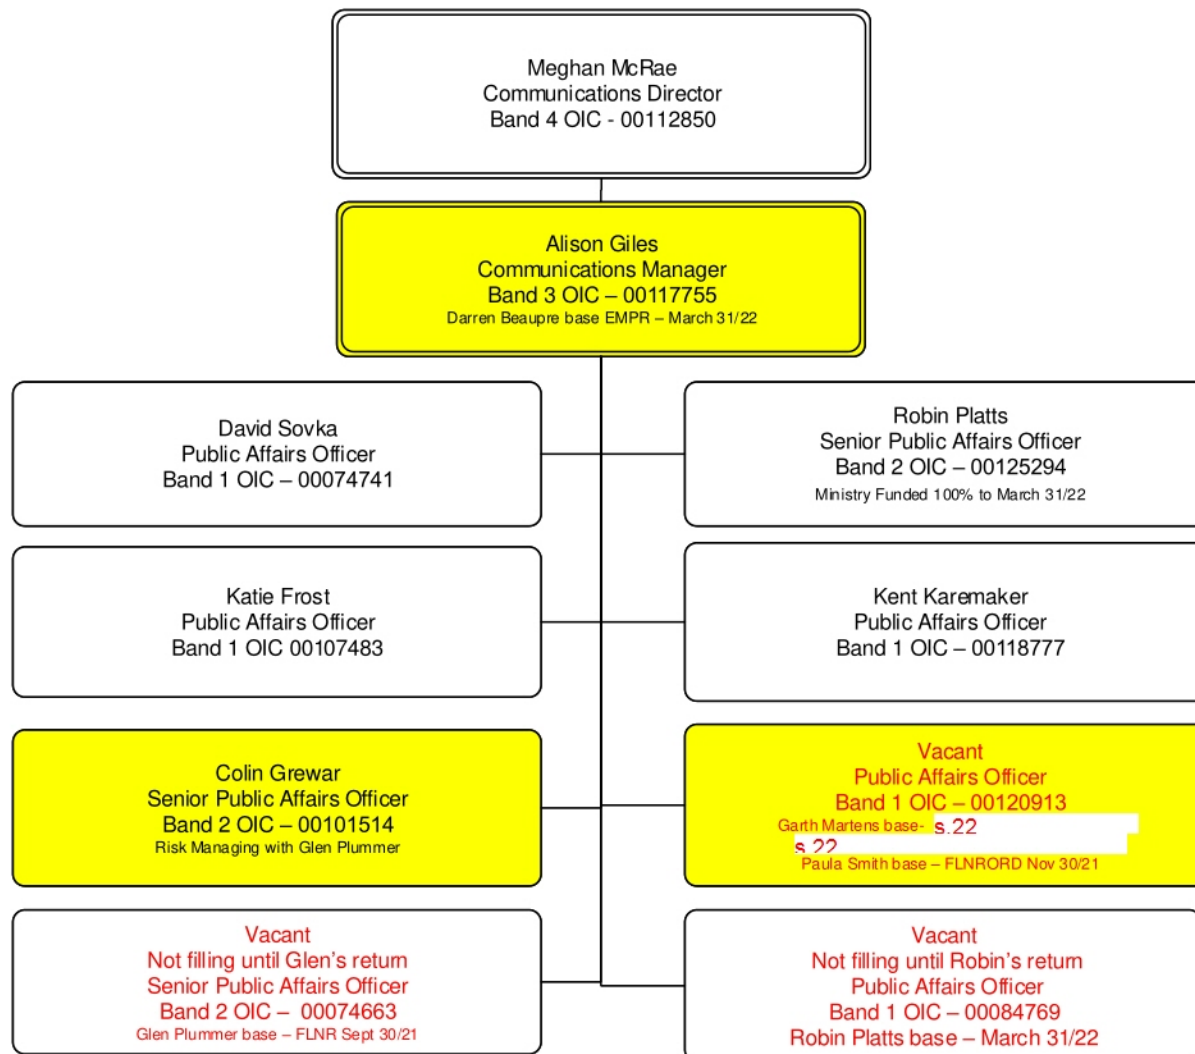 Meghan McRae
Communications Director
Band 4 OIC - 00112850
Alison Giles
Communications Manager
Band 3 OIC – 00117755
Darren Beaupre base EMPR – March 31/22
David Sovka
Public Affairs Officer
Band 1 OIC – 00074741
Robin Platts
Senior Public Affairs Officer
Band 2 OIC – 00125294
Ministry Funded 100% to March 31/22
Katie Frost
Public Affairs Officer
Band 1 OIC 00107483
Kent Karemaker
Public Affairs Officer
Band 1 OIC – 00118777
Colin Grewar
Senior Public Affairs Officer
Band 2 OIC – 00101514
Risk Managing with Glen Plummer
Vacant
Public Affairs Officer
Band 1 OIC – 00120913
Garth Martens base- s.22
s.22
Paula Smith base – FLNRORD Nov 30/21
Vacant
Not filling until Glen's return
Senior Public Affairs Officer
Band 2 OIC – 00074663
Glen Plummer base – FLNR Sept 30/21
Vacant
Not filling until Robin's return
Public Affairs Officer
Band 1 OIC – 00084769
Robin Platts base – March 31/22